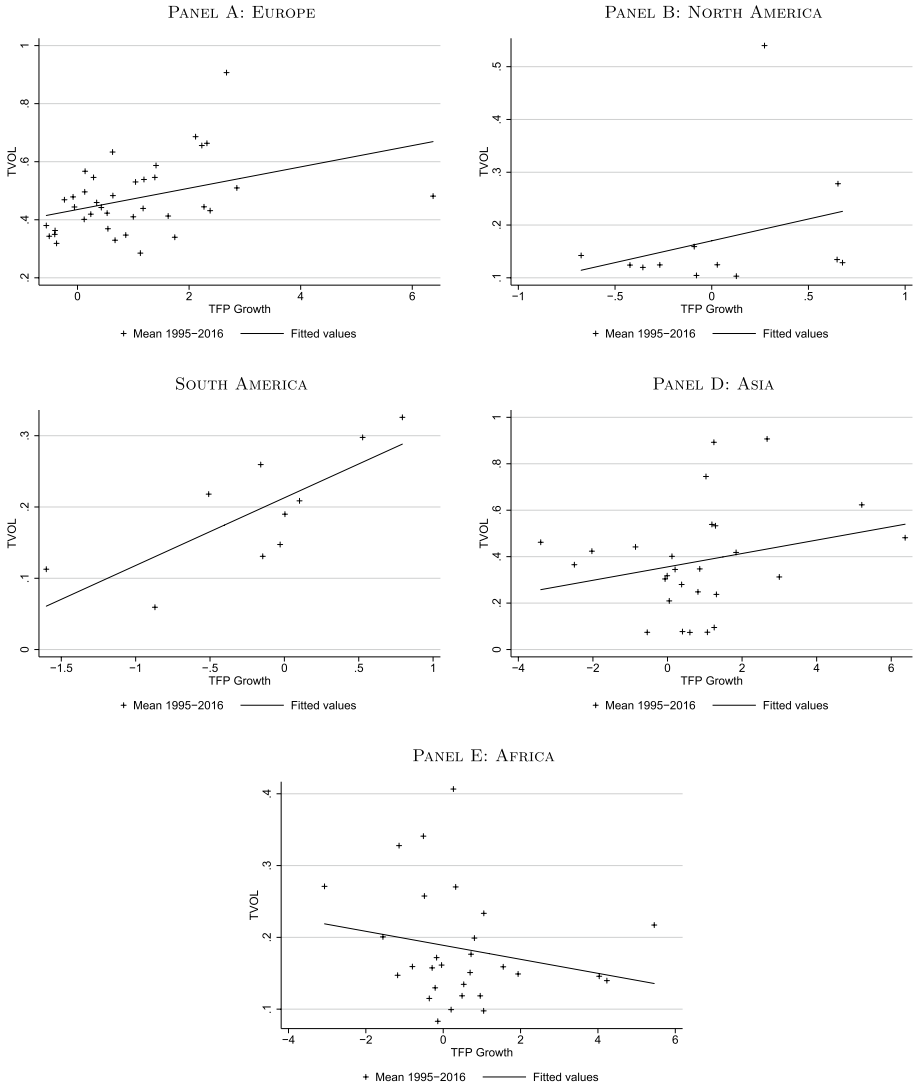 PANEL A: EUROPE
1
.8
.6
.4
.2
TVOL
0 2 4 6
TFP Growth
+ Mean 1995−2016 Fitted values
PANEL B: NORTH AMERICA
.5
.4
.3
.2
.1
TVOL
−1 −.5 0 .5 1
TFP Growth
+ Mean 1995−2016 Fitted values
SOUTH AMERICA
.3
.2
.1
0
TVOL
−1.5 −1 −.5 0 .5 1
TFP Growth
+ Mean 1995−2016 Fitted values
PANEL D: ASIA
1
.8
.6
.4
.2
0
TVOL
−4 −2 0 2 4 6
TFP Growth
+ Mean 1995−2016 Fitted values
PANEL E: AFRICA
.4
.3
.2
.1
TVOL
−4 −2 0 2 4 6
TFP Growth
+ Mean 1995−2016 Fitted values